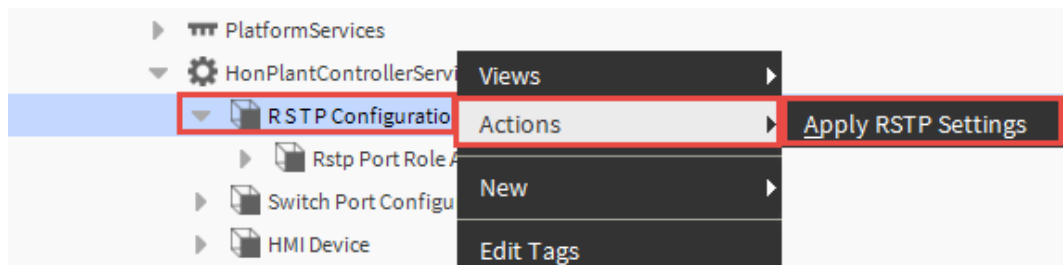 PlatformServices
HonPlantControllerServi
Views
R S T P Configuratio
Actions
Apply RSTP Settings
Rstp Port Role A
New
Switch Port Configu
HMI Device
Edit Tags